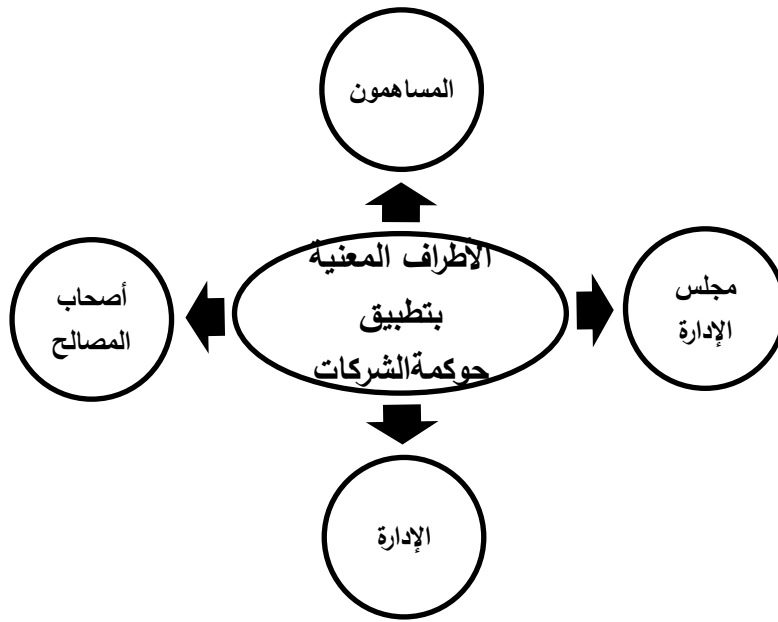 المساهمون
الأطراف المعنية
بتطبيق
حوكمةالشركات
مجلس
الإدارة
أصحاب
المصالح
الإدارة